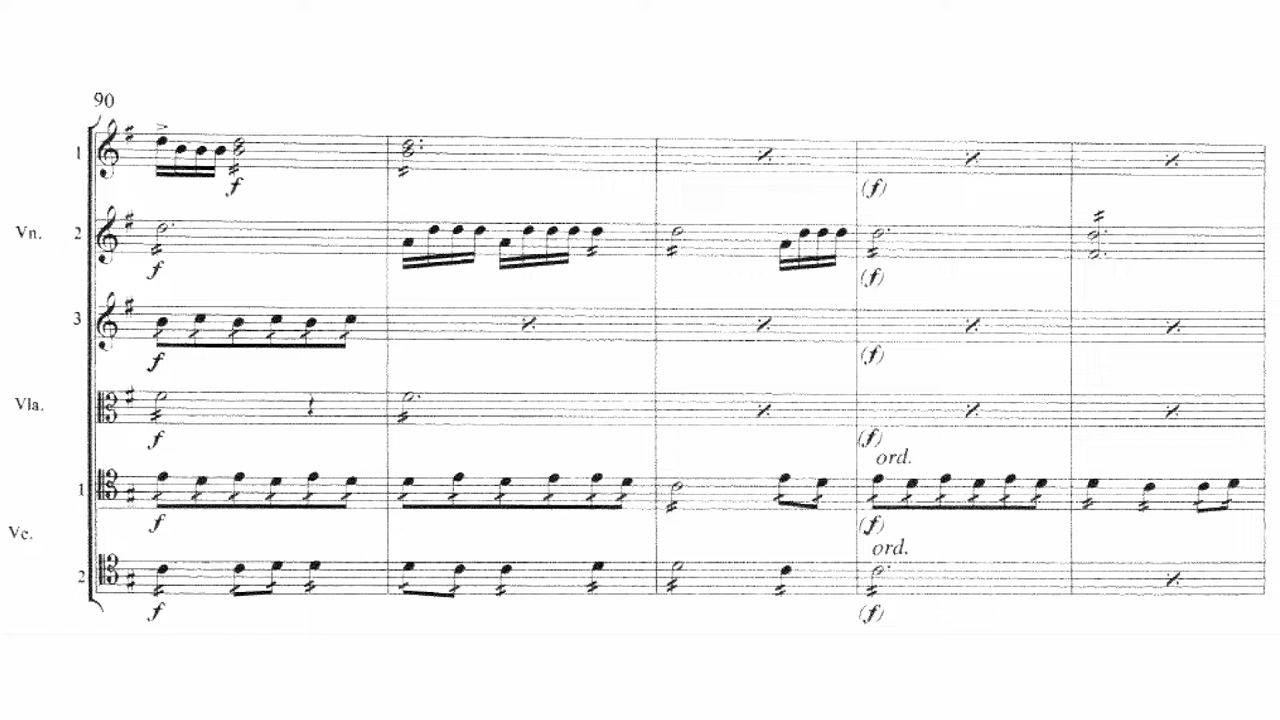 90
1
f
(f)
Vn. 2
f
(f)
3
f
(f)
Vla.
f
(f)
ord.
1
f
(f)
Vc.
ord.
2
f
(f)